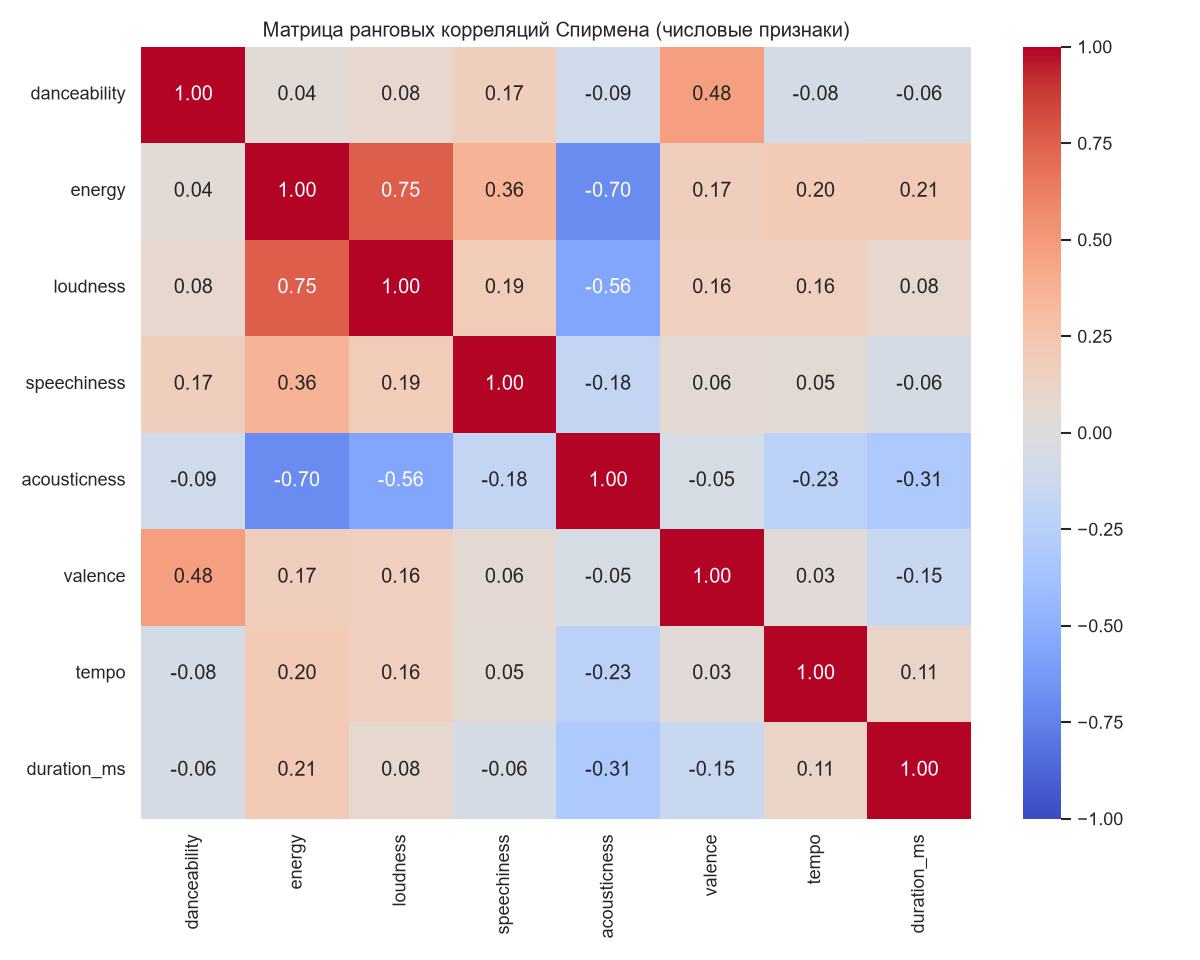 Матрица ранговых корреляций Спирмена (числовые признаки)
danceability 1.00 0.04 0.08 0.17 -0.09 0.48 -0.08 -0.06
energy 0.04 1.00 0.75 0.36 -0.70 0.17 0.20 0.21
loudness 0.08 0.75 1.00 0.19 -0.56 0.16 0.16 0.08
speechiness 0.17 0.36 0.19 1.00 -0.18 0.06 0.05 -0.06
acousticness -0.09 -0.70 -0.56 -0.18 1.00 -0.05 -0.23 -0.31
valence 0.48 0.17 0.16 0.06 -0.05 1.00 0.03 -0.15
tempo -0.08 0.20 0.16 0.05 -0.23 0.03 1.00 0.11
duration_ms -0.06 0.21 0.08 -0.06 -0.31 -0.15 0.11 1.00
danceability
energy
loudness
speechiness
acousticness
valence
tempo
duration_ms
1.00
0.75
0.50
0.25
0.00
−0.25
−0.50
−0.75
−1.00